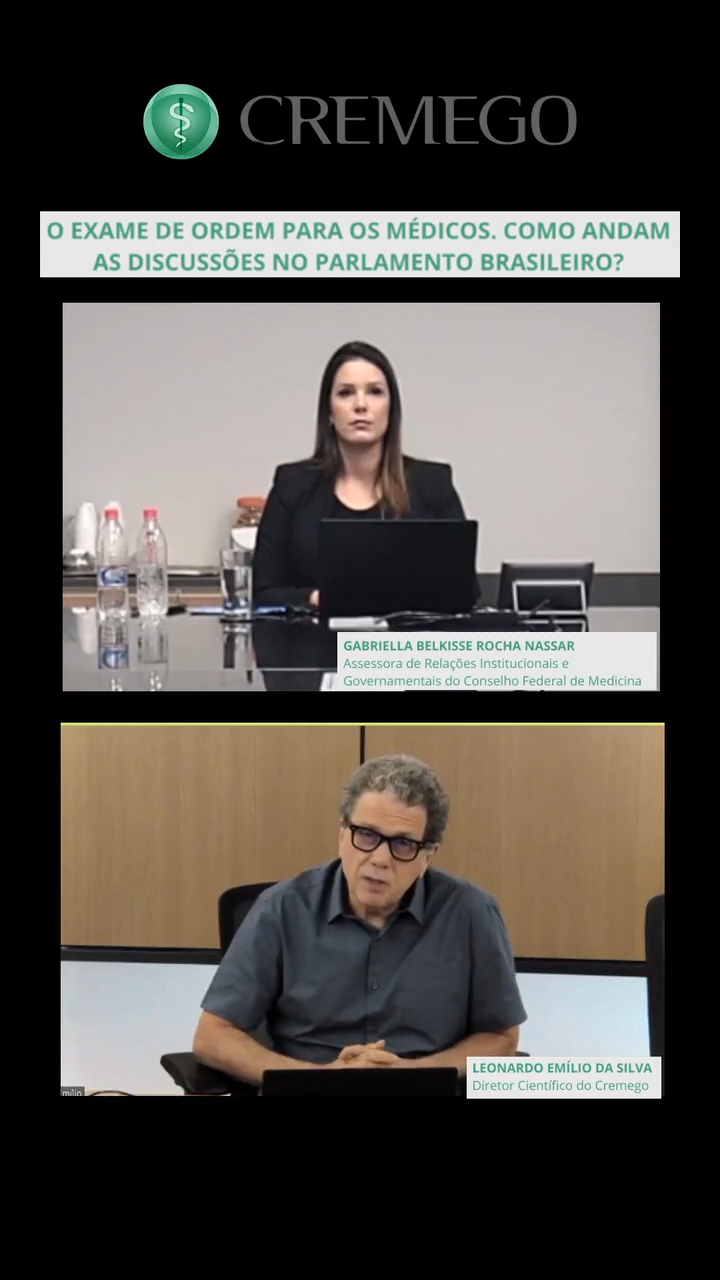 CREMEGO
O EXAME DE ORDEM PARA OS MÉDICOS. COMO ANDAM
AS DISCUSSÕES NO PARLAMENTO BRASILEIRO?
GABRIELLA BELKISSE ROCHA NASSAR
Assessora de Relações Institucionais e
Governamentais do Conselho Federal de Medicina
LEONARDO EMÍLIO DA SILVA
Diretor Científico do Cremego